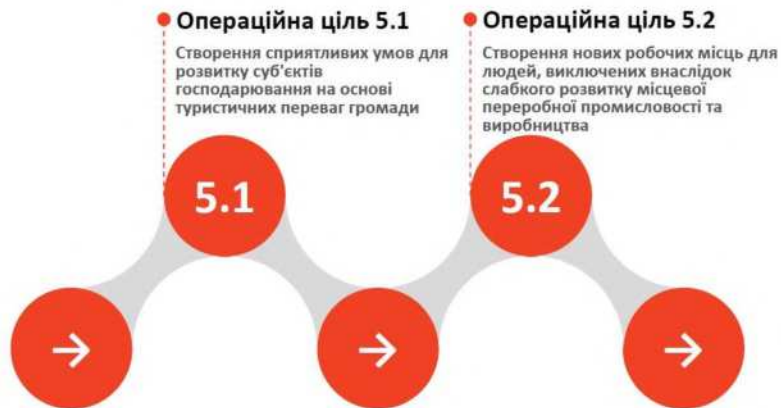 Операційна ціль 5.1
Створення сприятливих умов для
розвитку суб'єктів
господарювання на основі
туристичних переваг громади
Операційна ціль 5.2
Створення нових робочих місць для
людей, виключених внаслідок
слабкого розвитку місцевої
переробної промисловості та
виробництва
5.1
5.2